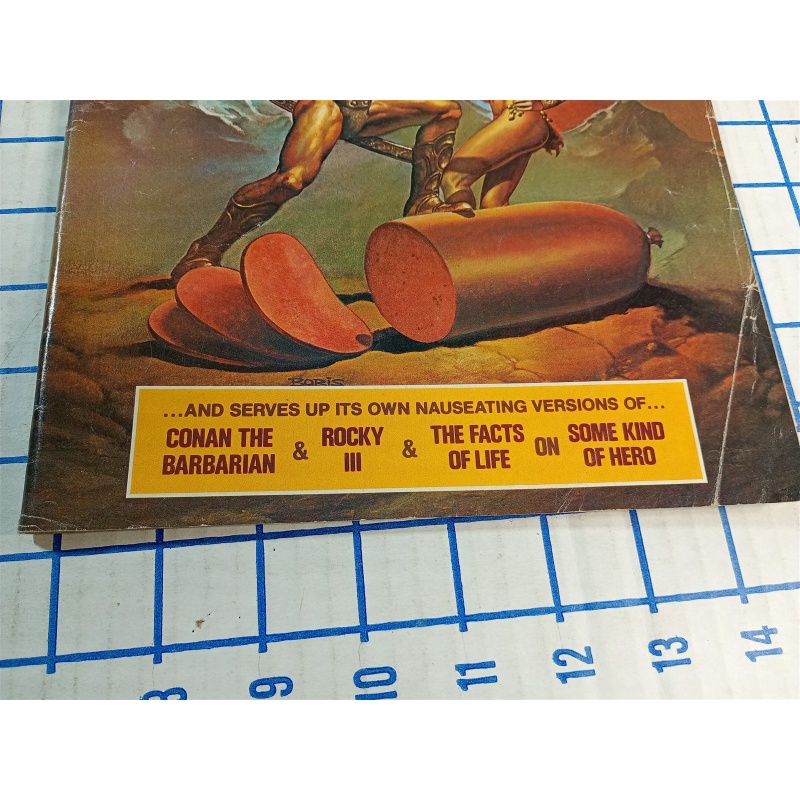 BORIS
...AND SERVES UP ITS OWN NAUSEATING VERSIONS OF...
CONAN THE BARBARIAN & ROCKY III & THE FACTS OF LIFE ON SOME KIND OF HERO
8 9 10 11 12 13 14